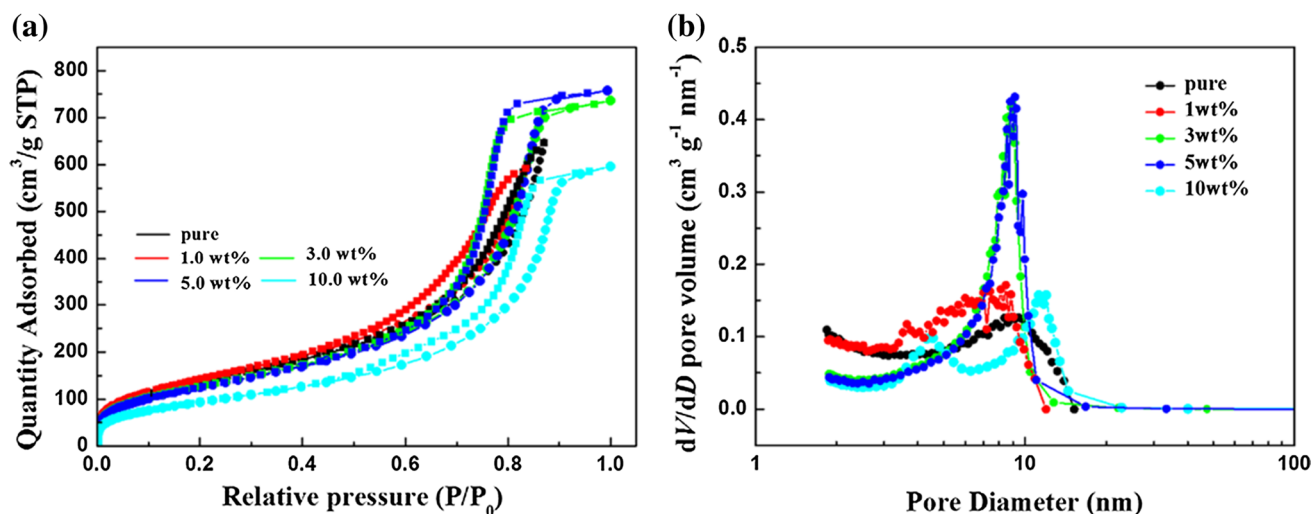 (a)
Quantity Adsorbed (cm³/g STP)
800
700
600
500
400
300
200
100
0
pure
1.0 wt% 3.0 wt%
5.0 wt% 10.0 wt%
0.0 0.2 0.4 0.6 0.8 1.0
Relative pressure (P/P₀)
(b)
dV/dD pore volume (cm³ g⁻¹ nm⁻¹)
0.5
0.4
0.3
0.2
0.1
0.0
pure
1wt%
3wt%
5wt%
10wt%
1 10 100
Pore Diameter (nm)